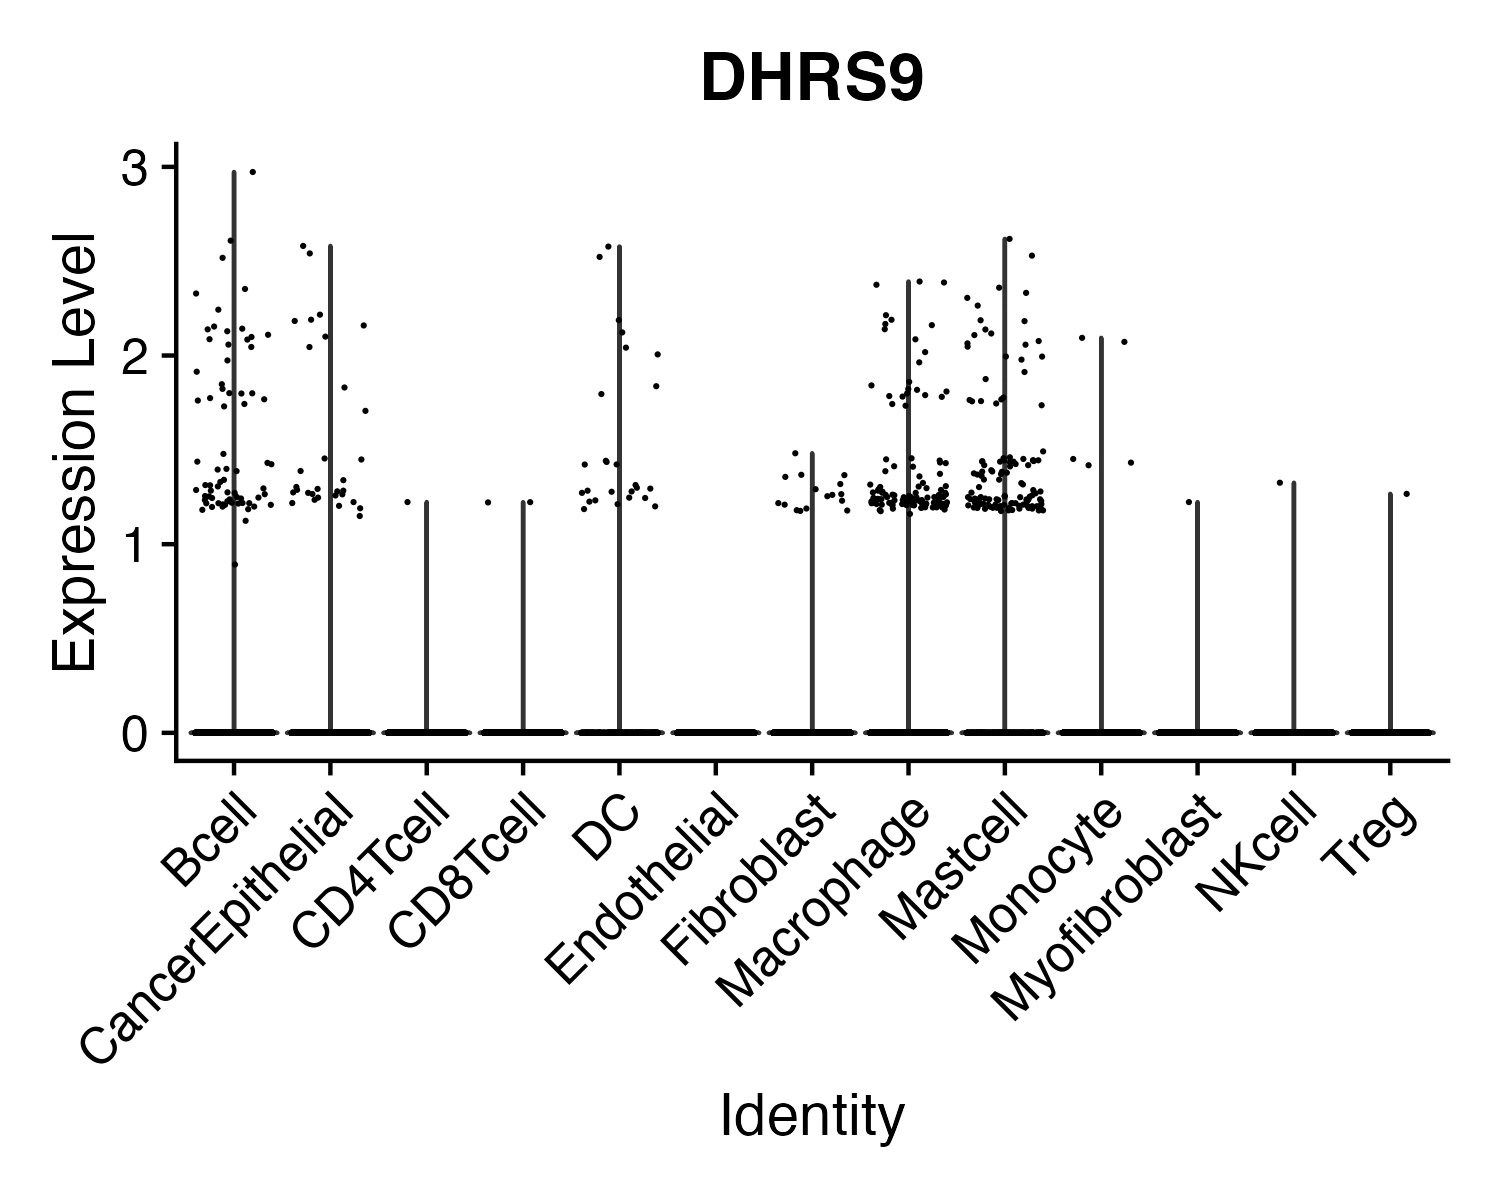 DHRS9
Expression Level
3
2
1
0
Bcell
CancerEpithelial
CD4Tcell
CD8Tcell
DC
Endothelial
Fibroblast
Macrophage
Mastcell
Monocyte
Myofibroblast
NKcell
Treg
Identity